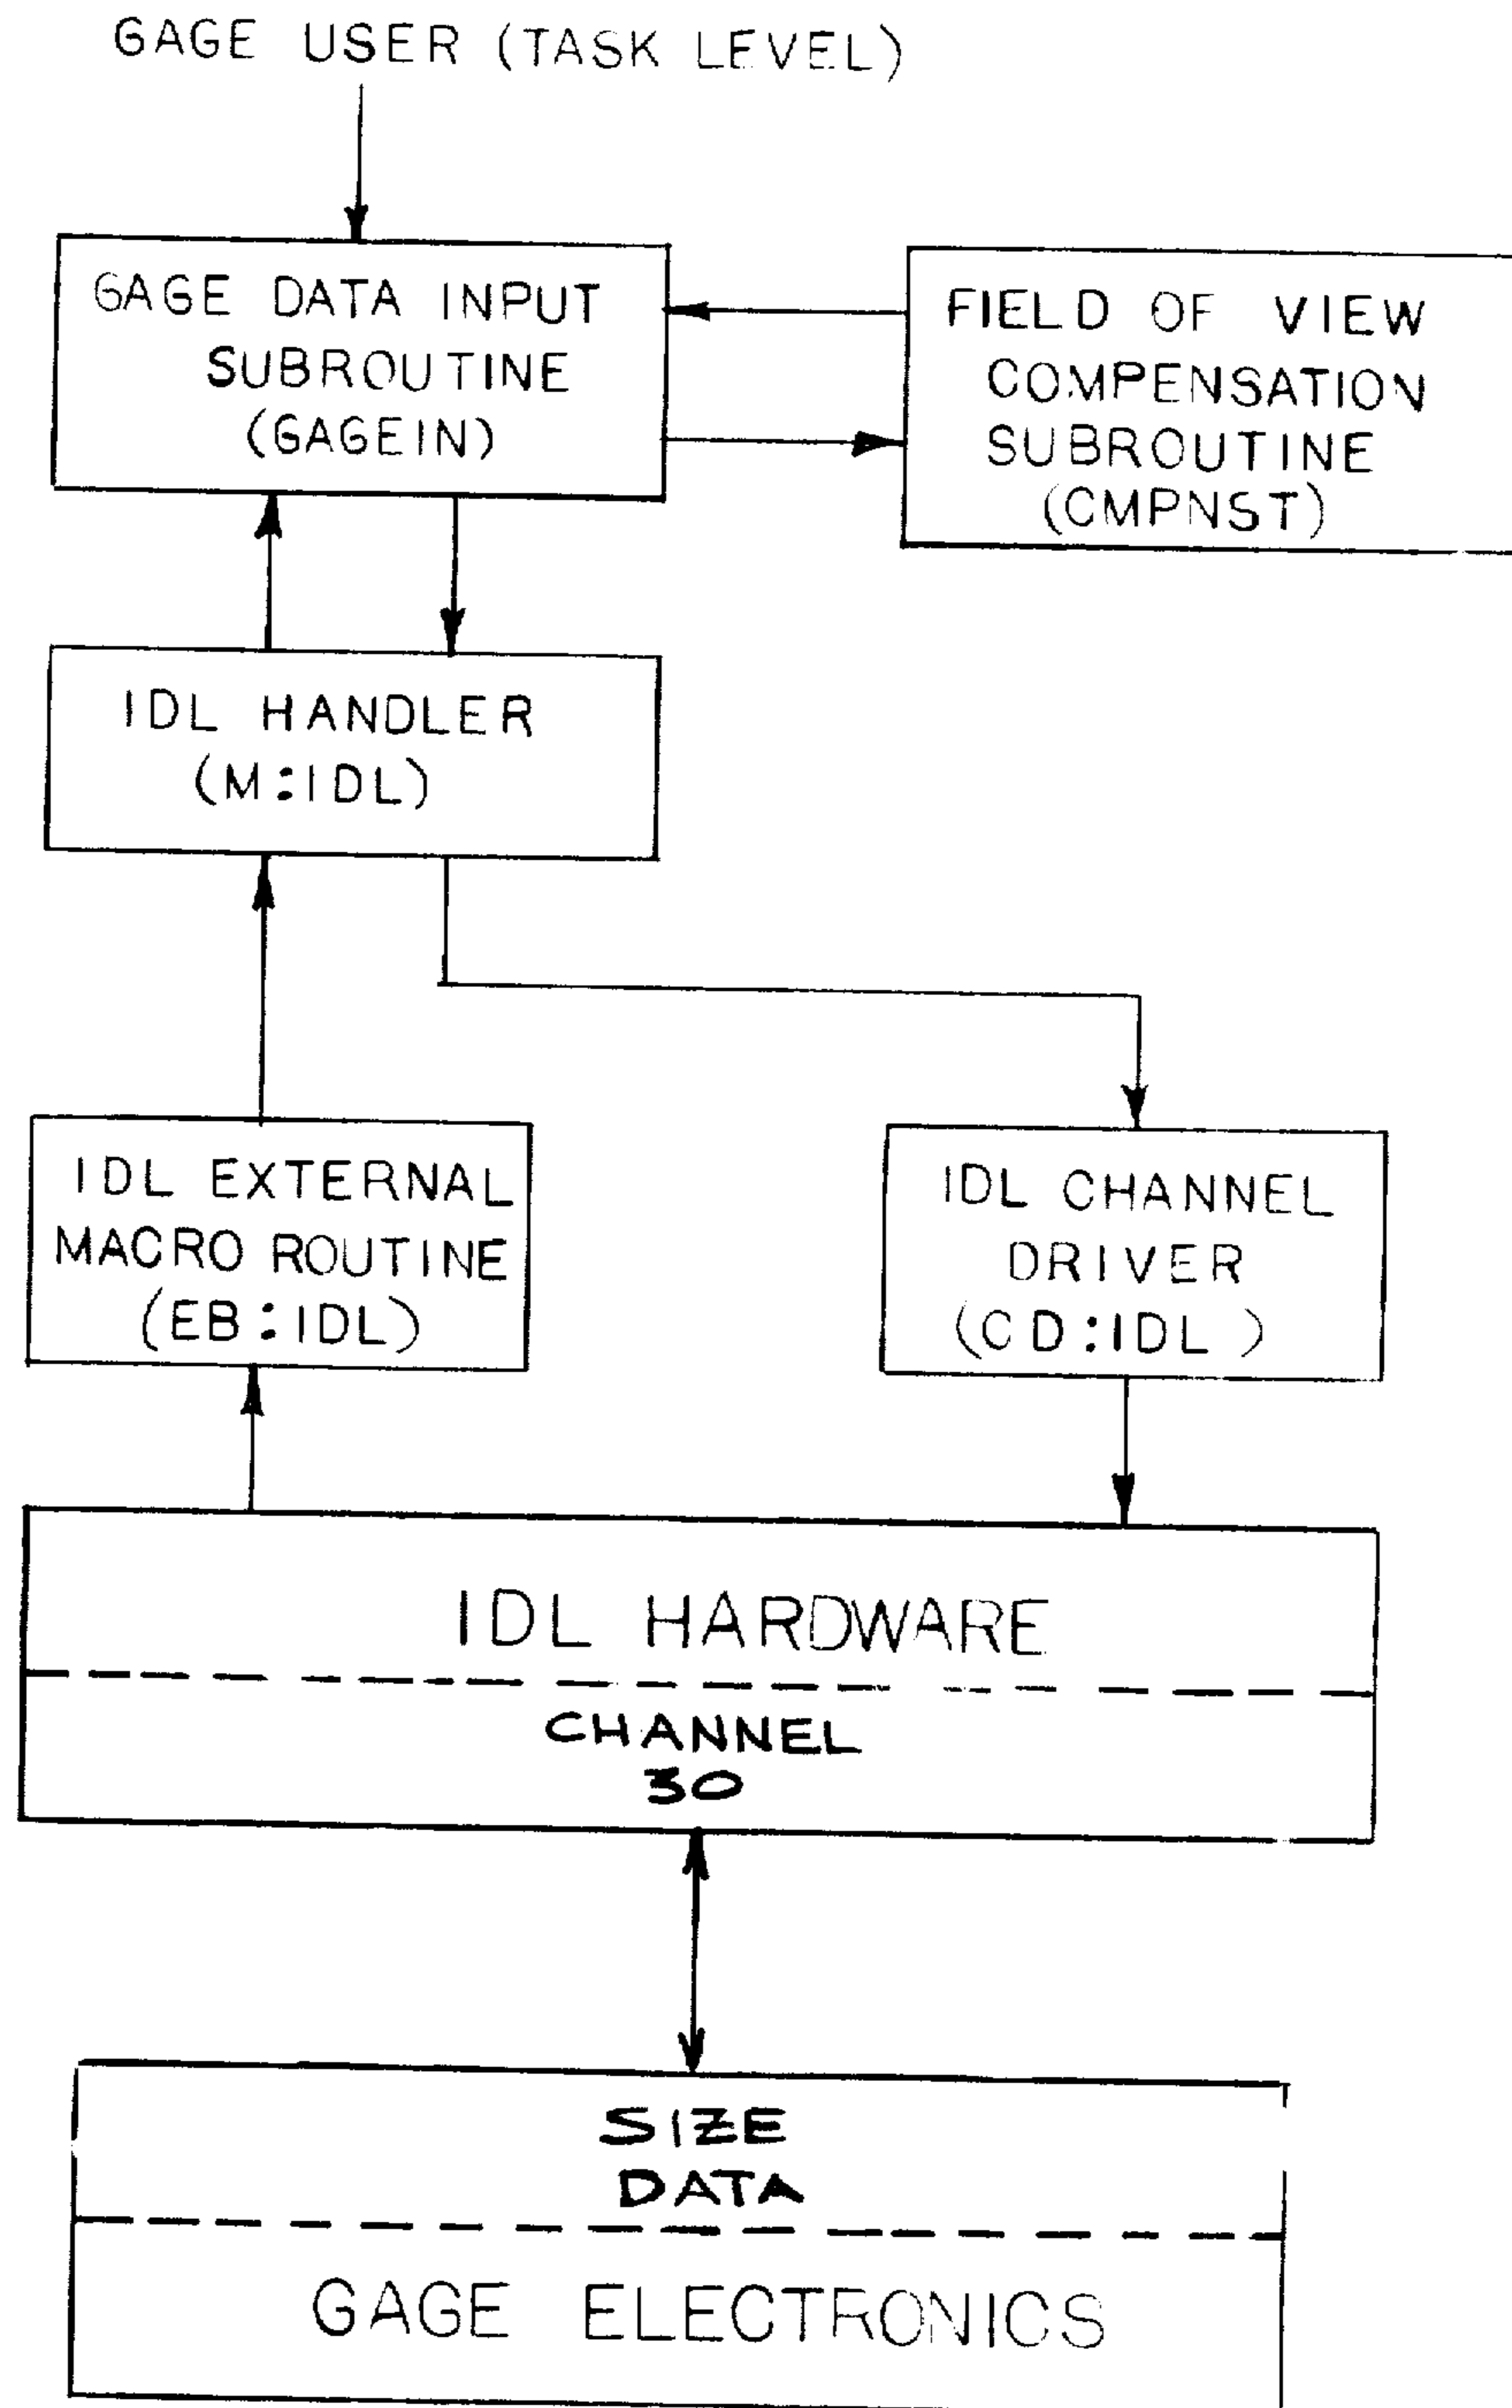 GAGE USER (TASK LEVEL)
GAGE DATA INPUT
SUBROUTINE
(GAGEIN)
FIELD OF VIEW
COMPENSATION
SUBROUTINE
(CMPNST)
IDL HANDLER
(M:IDL)
IDL EXTERNAL
MACRO ROUTINE
(EB:IDL)
IDL CHANNEL
DRIVER
(CD:IDL)
IDL HARDWARE
CHANNEL
30
SIZE
DATA
GAGE ELECTRONICS